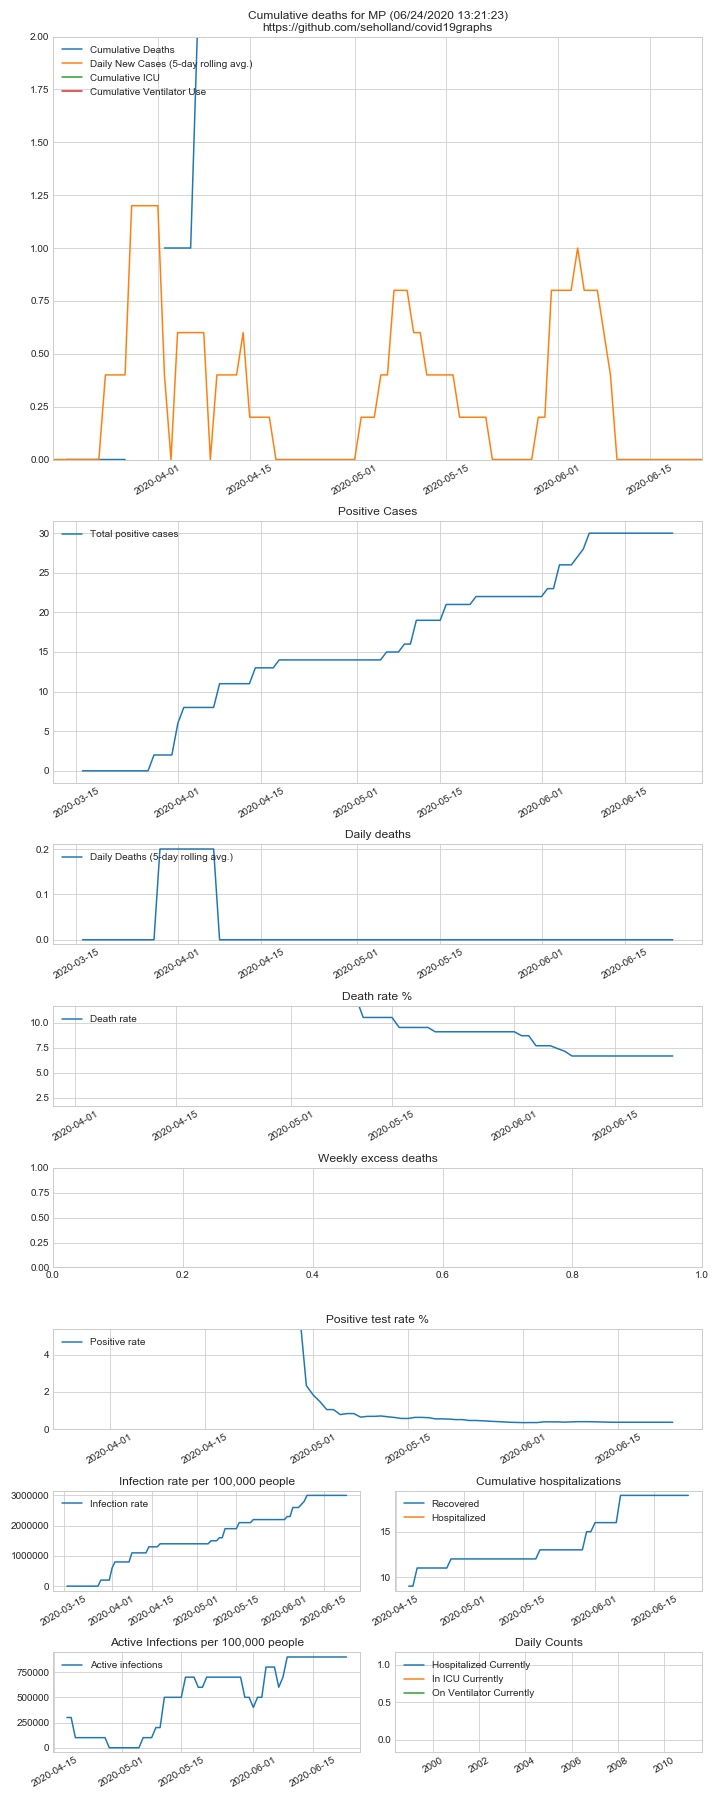 Cumulative deaths for MP (06/24/2020 13:21:23)
https://github.com/seholland/covid19graphs
2.00
1.75
1.50
1.25
1.00
0.75
0.50
0.25
0.00
Cumulative Deaths
Daily New Cases (5-day rolling avg.)
Cumulative ICU
Cumulative Ventilator Use
2020-04-01 2020-04-15 2020-05-01 2020-05-15 2020-06-01 2020-06-15
Positive Cases
Total positive cases
30
25
20
15
10
5
0
2020-03-15 2020-04-01 2020-04-15 2020-05-01 2020-05-15 2020-06-01 2020-06-15
Daily deaths
Daily Deaths (5-day rolling avg.)
0.2
0.1
0.0
2020-03-15 2020-04-01 2020-04-15 2020-05-01 2020-05-15 2020-06-01 2020-06-15
Death rate %
Death rate
10.0
7.5
5.0
2.5
2020-04-01 2020-04-15 2020-05-01 2020-05-15 2020-06-01 2020-06-15
Weekly excess deaths
1.00
0.75
0.50
0.25
0.00
0.0 0.2 0.4 0.6 0.8 1.0
Positive test rate %
Positive rate
4
2
0
2020-04-01 2020-04-15 2020-05-01 2020-05-15 2020-06-01 2020-06-15
Infection rate per 100,000 people
Infection rate
3000000
2000000
1000000
0
2020-03-15 2020-04-01 2020-04-15 2020-05-01 2020-05-15 2020-06-01 2020-06-15
Cumulative hospitalizations
Recovered
Hospitalized
15
10
2020-04-15 2020-05-01 2020-05-15 2020-06-01 2020-06-15
Active Infections per 100,000 people
Active infections
750000
500000
250000
0
2020-04-15 2020-05-01 2020-05-15 2020-06-01 2020-06-15
Daily Counts
Hospitalized Currently
In ICU Currently
On Ventilator Currently
1.0
0.5
0.0
2000 2002 2004 2006 2008 2010